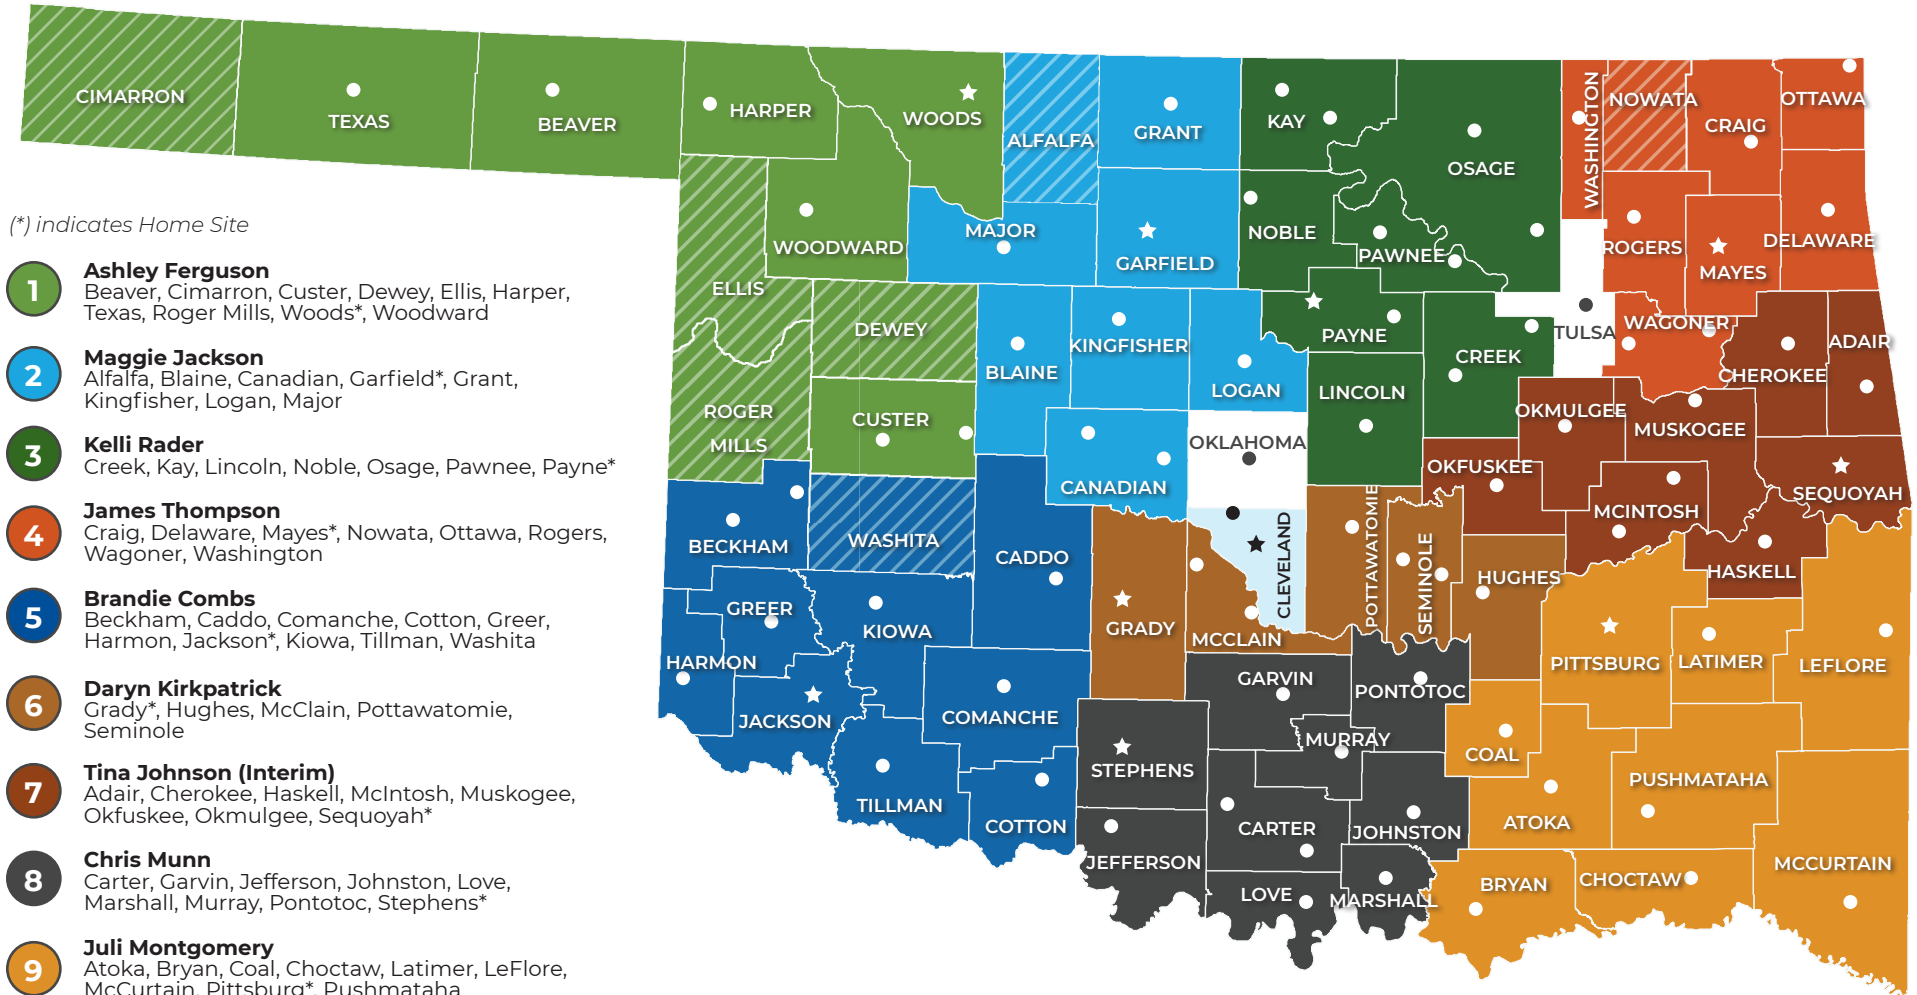 (*) indicates Home Site
1
Ashley Ferguson
Beaver, Cimarron, Custer, Dewey, Ellis, Harper,
Texas, Roger Mills, Woods*, Woodward
2
Maggie Jackson
Alfalfa, Blaine, Canadian, Garfield*, Grant,
Kingfisher, Logan, Major
3
Kelli Rader
Creek, Kay, Lincoln, Noble, Osage, Pawnee, Payne*
4
James Thompson
Craig, Delaware, Mayes*, Nowata, Ottawa, Rogers,
Wagoner, Washington
5
Brandie Combs
Beckham, Caddo, Comanche, Cotton, Greer,
Harmon, Jackson*, Kiowa, Tillman, Washita
6
Daryn Kirkpatrick
Grady*, Hughes, McClain, Pottawatomie,
Seminole
7
Tina Johnson (Interim)
Adair, Cherokee, Haskell, McIntosh, Muskogee,
Okfuskee, Okmulgee, Sequoyah*
8
Chris Munn
Carter, Garvin, Jefferson, Johnston, Love,
Marshall, Murray, Pontotoc, Stephens*
9
Juli Montgomery
Atoka, Bryan, Coal, Choctaw, Latimer, LeFlore,
McCurtain, Pittsburg*, Pushmataha
CIMARRON
TEXAS
BEAVER
HARPER
WOODS
ALFALFA
GRANT
KAY
OSAGE
WASHINGTON
NOWATA
CRAIG
OTTAWA
WOODWARD
MAJOR
GARFIELD
NOBLE
PAWNEE
ROGERS
MAYES
DELAWARE
ELLIS
DEWEY
BLAINE
KINGFISHER
LOGAN
PAYNE
CREEK
TULSA
WAGONER
CHEROKEE
ADAIR
ROGER
MILLS
CUSTER
CANADIAN
OKLAHOMA
LINCOLN
OKMULGEE
MUSKOGEE
OKFUSKEE
MCINTOSH
SEQUOYAH
BECKHAM
WASHITA
CADDO
GRADY
MCCLAIN
CLEVELAND
POTTAWATOMIE
SEMINOLE
HUGHES
HASKELL
GREER
KIOWA
HARMON
JACKSON
COMANCHE
GARVIN
PONTOTOC
PITTSBURG
LATIMER
LEFLORE
TILLMAN
COTTON
STEPHENS
MURRAY
COAL
PUSHMATAHA
JEFFERSON
CARTER
JOHNSTON
ATOKA
LOVE
MARSHALL
BRYAN
CHOCTAW
MCCURTAIN